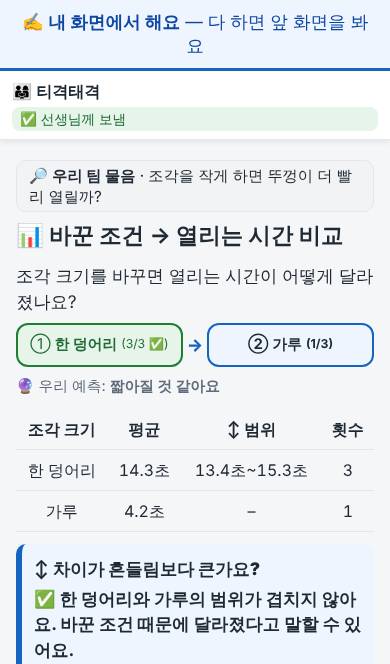 ✍️ 내 화면에서 해요 — 다 하면 앞 화면을 봐
요
👨‍👩‍👧 티격태격
✅ 선생님께 보냄
🔎 우리 팀 물음 · 조각을 작게 하면 뚜껑이 더 빨
리 열릴까?
📊 바꾼 조건 → 열리는 시간 비교
조각 크기를 바꾸면 열리는 시간이 어떻게 달라
졌나요?
① 한 덩어리 (3/3 ✅) → ② 가루 (1/3)
🔮 우리 예측: 짧아질 것 같아요
조각 크기 평균 ↕ 범위 횟수
한 덩어리 14.3초 13.4초~15.3초 3
가루 4.2초 – 1
↕ 차이가 흔들림보다 큰가요?
✅ 한 덩어리와 가루의 범위가 겹치지 않아
요. 바꾼 조건 때문에 달라졌다고 말할 수 있
어요.